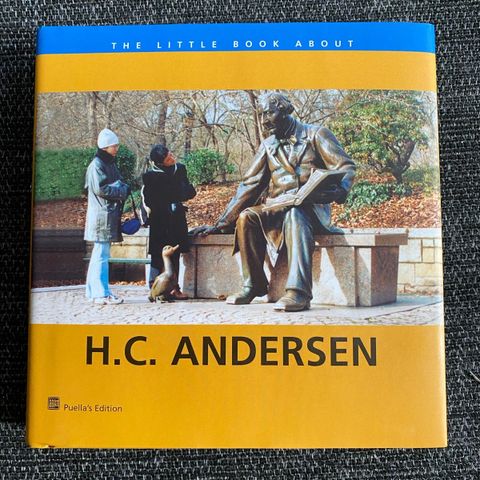 THE LITTLE BOOK ABOUT
H.C. ANDERSEN
Puella's Edition